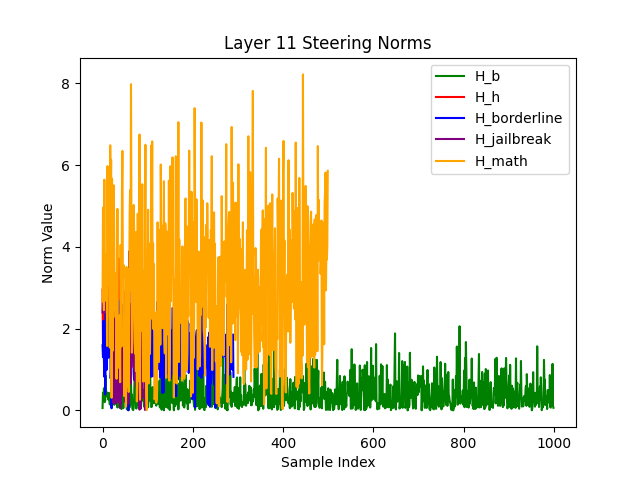 Layer 11 Steering Norms
H_b
H_h
H_borderline
H_jailbreak
H_math
Norm Value
8
6
4
2
0
0
200
400
600
800
1000
Sample Index